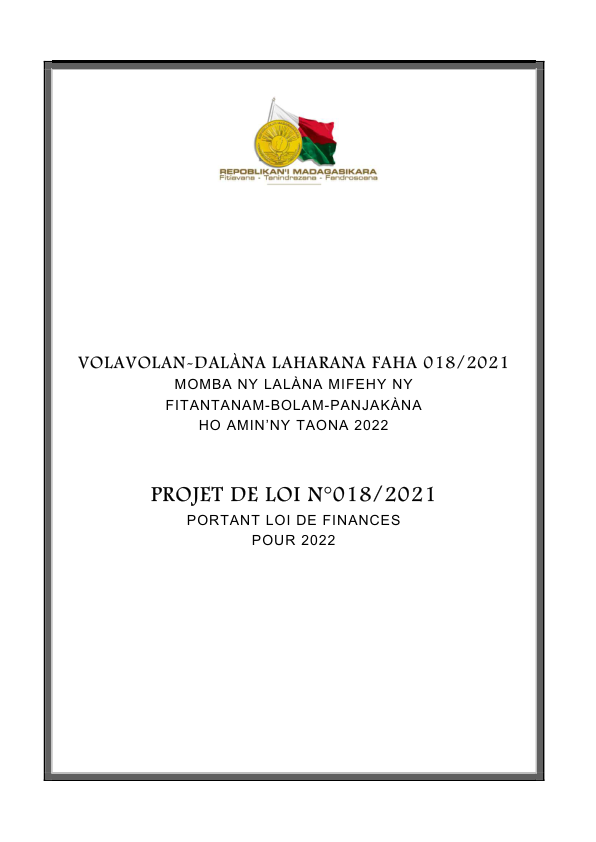 REPOBLIKAN'I MADAGASIKARA
Fitiavana - Tanindrazana - Fandrosoana
VOLAVOLAN-DALÀNA LAHARANA FAHA 018/2021
MOMBA NY LALÀNA MIFEHY NY
FITANTANAM-BOLAM-PANJAKÀNA
HO AMIN'NY TAONA 2022
PROJET DE LOI N°018/2021
PORTANT LOI DE FINANCES
POUR 2022